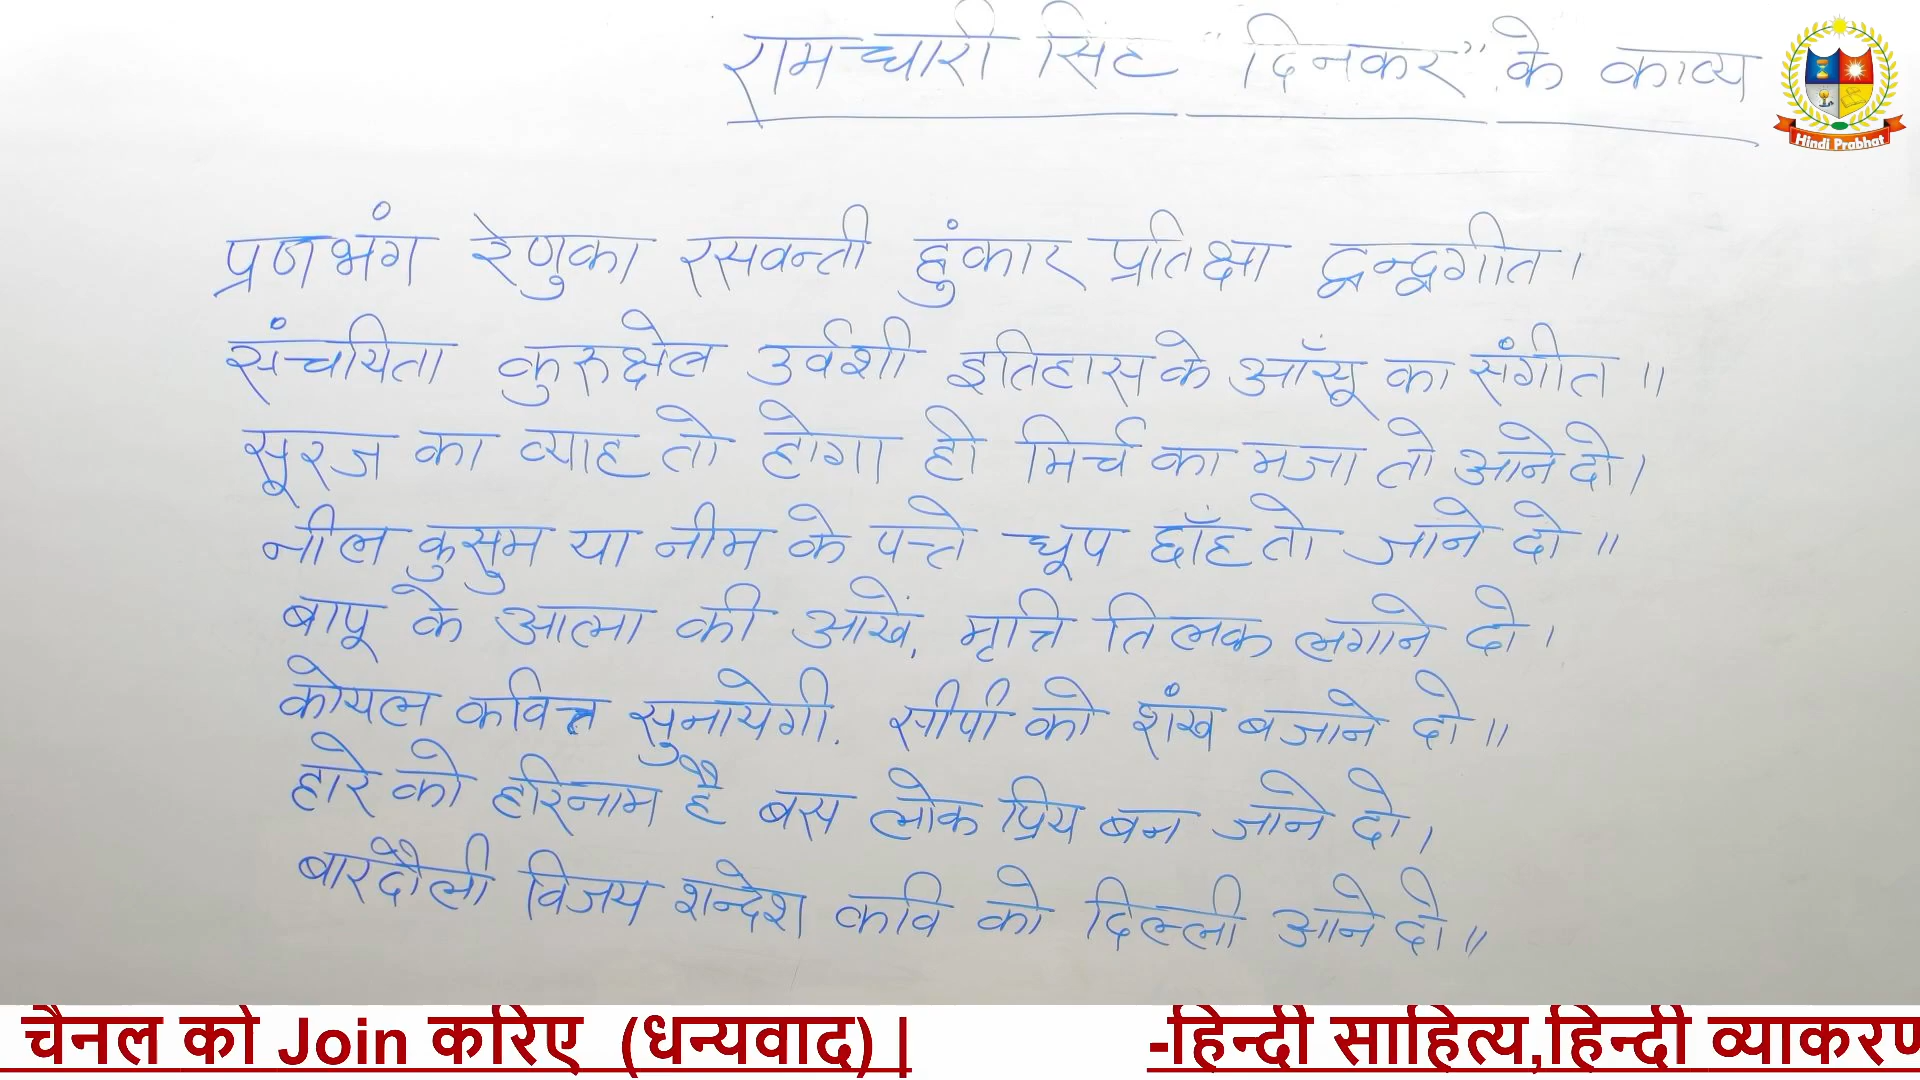 रामधारी सिंह "दिनकर" के काव्य
Hindi Prabhat
प्रणभंग रेणुका रसवन्ती हुंकार प्रतिक्षा द्वन्द्वगीत।
संचयिता कुरुक्षेत्र उर्वशी इतिहास के आँसू का संगीत॥
सूरज का व्याह तो होगा ही मिर्च का मजा तो आने दो।
नील कुसुम या नीम के पत्ते धूप छाँह तो जाने दो॥
बापू के आत्मा की आखें, मृत्ति तिलक लगाने दो।
कोयल कवित्त सुनायेगी, सीपी को शंख बजाने दो॥
हारे को हरिनाम है बस लोक प्रिय बन जाने दो।
बारदौली विजय शन्देश कवि को दिल्ली आने दो॥
चैनल को Join करिए (धन्यवाद) | -हिन्दी साहित्य,हिन्दी व्याकरण